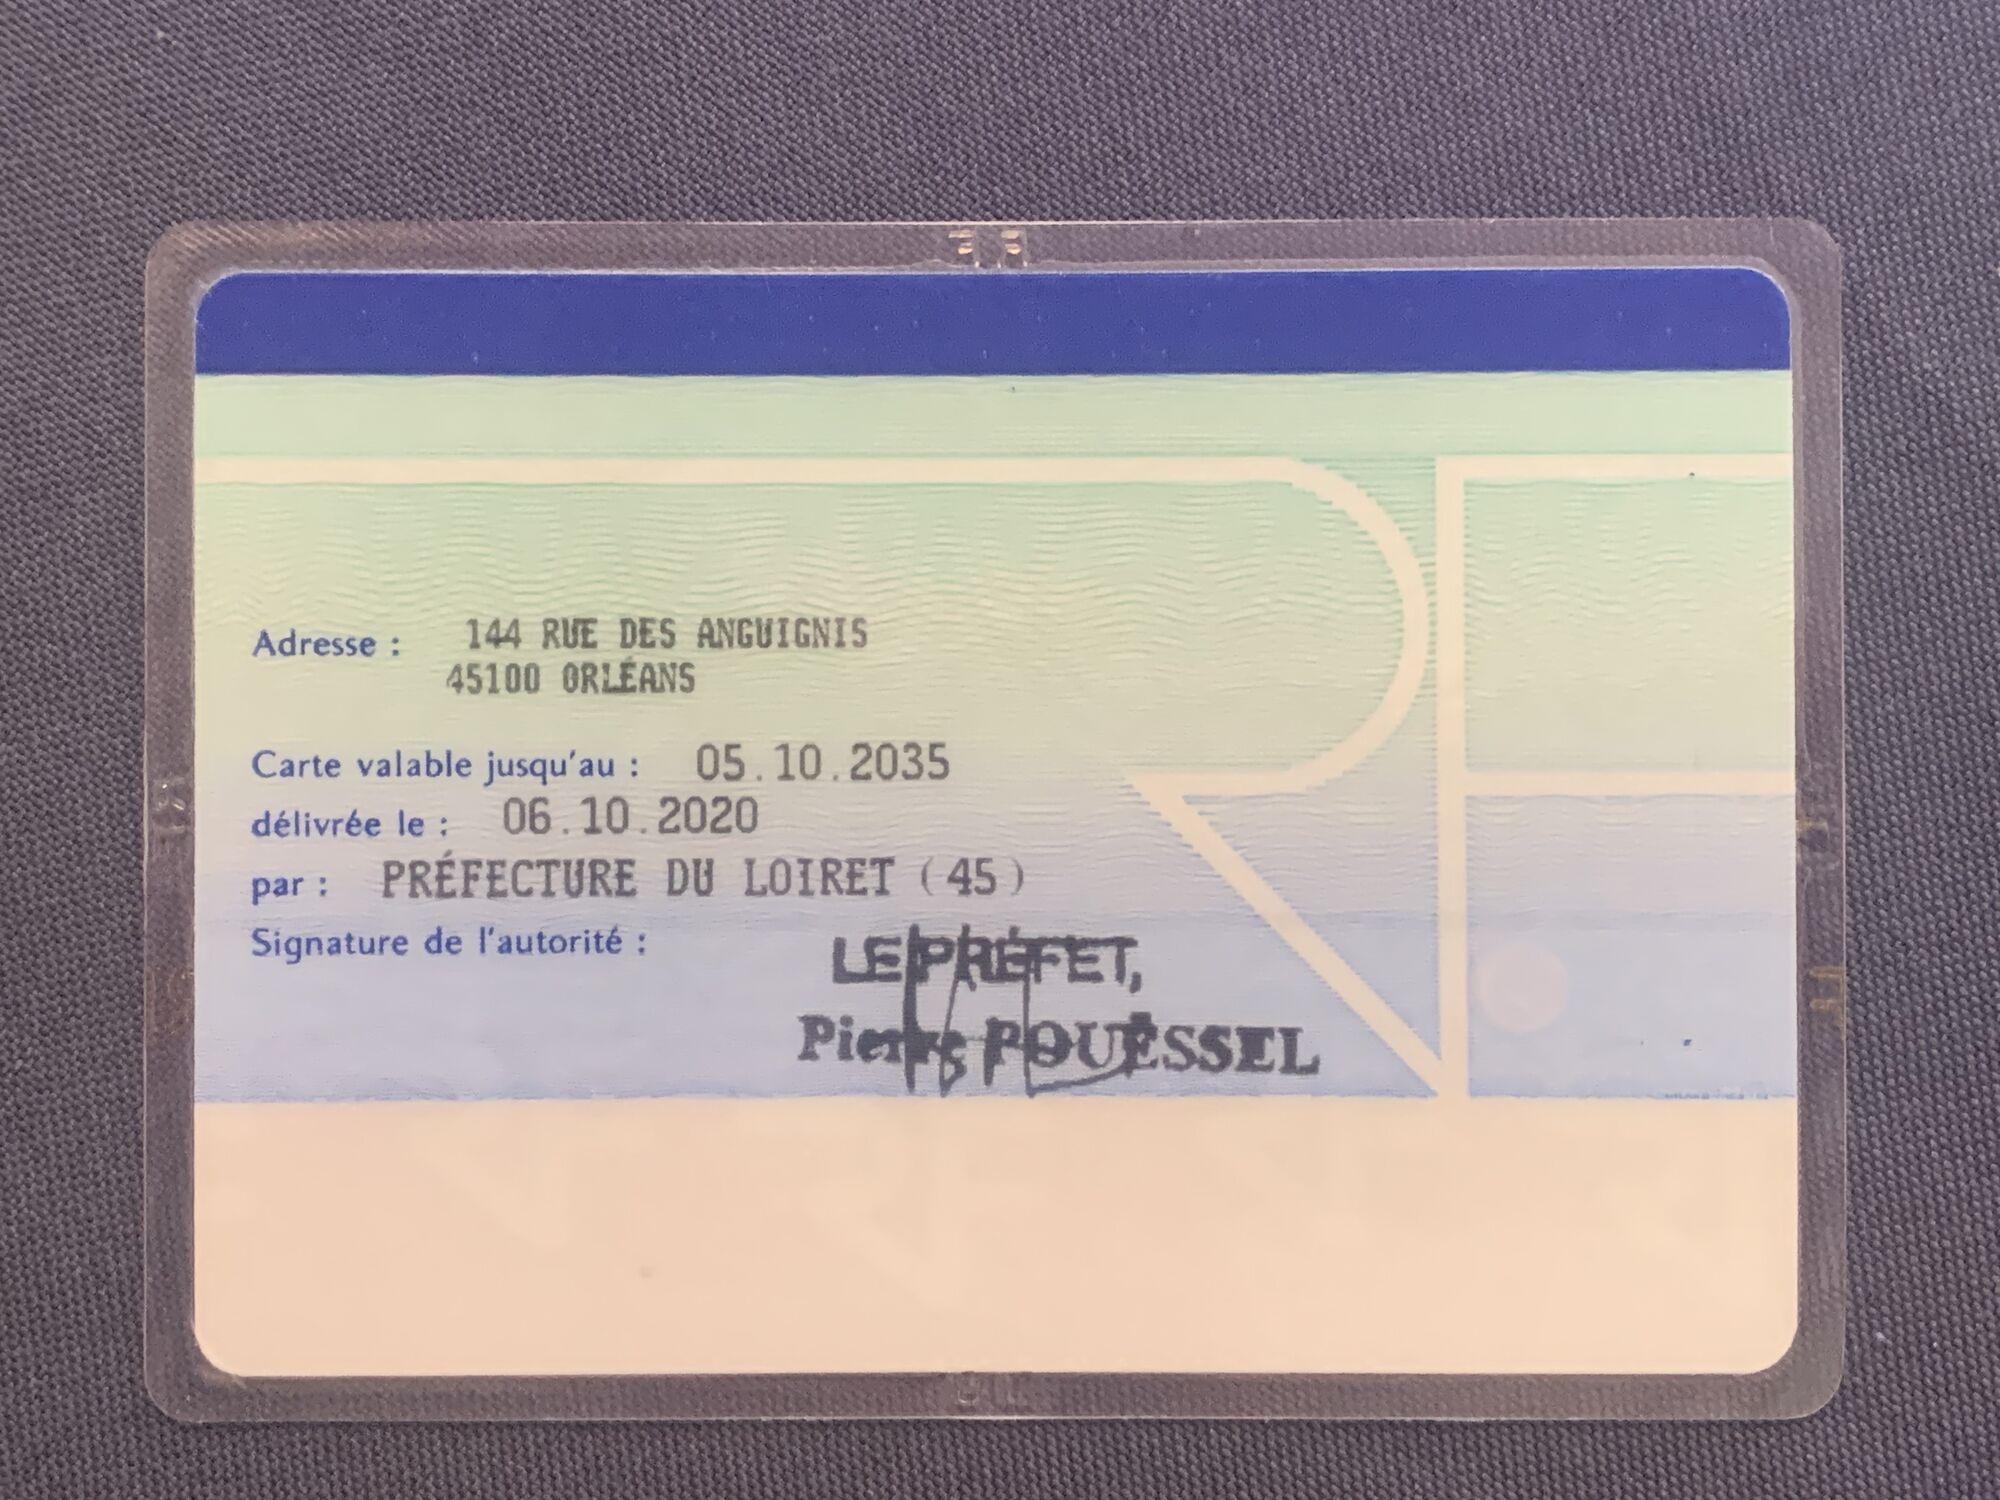 Adresse : 144 RUE DES ANGUIGNIS
45100 ORLÉANS
Carte valable jusqu'au : 05.10.2035
délivrée le : 06.10.2020
par : PRÉFECTURE DU LOIRET (45)
Signature de l'autorité :
LE PRÉFET,
Pierre POUËSSEL